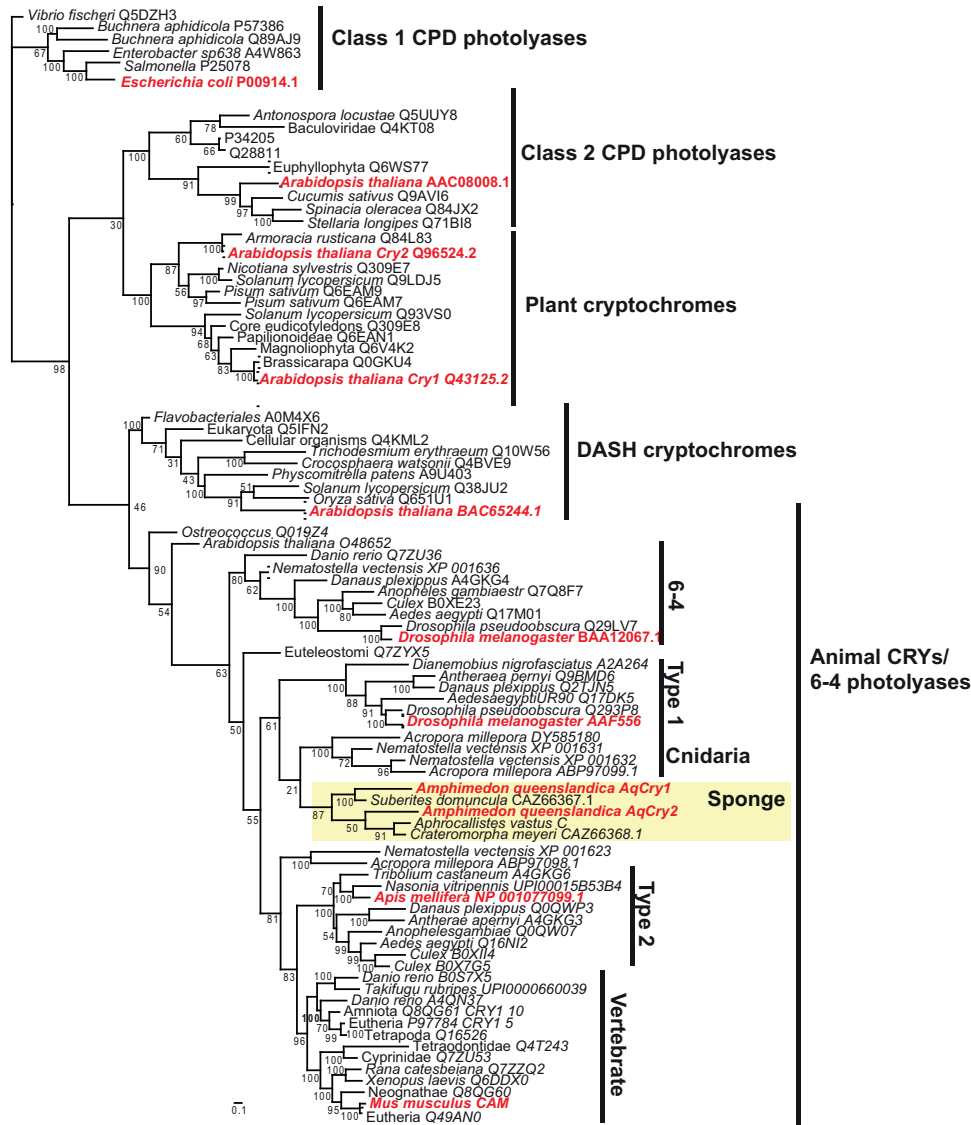 Vibrio fischeri Q5DZH3
Buchnera aphidicola P57386
100
Buchnera aphidicola Q89AJ9
67
Enterobacter sp638 A4W863
100
Salmonella P25078
100
Escherichia coli P00914.1
Class 1 CPD photolyases
Antonospora locustae Q5UUY8
78
Baculoviridae Q4KT08
60
P34205
66
Q28811
100
Class 2 CPD photolyases
Euphyllophyta Q6WS77
91
Arabidopsis thaliana AAC08008.1
99
Cucumis sativus Q9AVI6
97
Spinacia oleracea Q84JX2
100
Stellaria longipes Q71BI8
30
Armoracia rusticana Q84L83
100
Arabidopsis thaliana Cry2 Q96524.2
87
Nicotiana sylvestris Q309E7
100
Solanum lycopersicum Q9LDJ5
56
Pisum sativum Q6EAM9
97
Pisum sativum Q6EAM7
Plant cryptochromes
100
Solanum lycopersicum Q93VS0
94
Core eudicotyledons Q309E8
68
Papilionoideae Q6EAN1
63
Magnoliophyta Q6V4K2
83
Brassicarapa Q0GKU4
100
Arabidopsis thaliana Cry1 Q43125.2
98
Flavobacteriales A0M4X6
100
Eukaryota Q5IFN2
71
Cellular organisms Q4KML2
31
Trichodesmium erythraeum Q10W56
100
Crocosphaera watsonii Q4BVE9
43
Physcomitrella patens A9U403
100
Solanum lycopersicum Q38JU2
51
Oryza sativa Q651U1
91
Arabidopsis thaliana BAC65244.1
DASH cryptochromes
46
Ostreococcus Q019Z4
90
Arabidopsis thaliana O48652
54
Danio rerio Q7ZU36
80
Nematostella vectensis XP 001636
62
Danaus plexippus A4GKG4
100
Anopheles gambiaestr Q7Q8F7
100
Culex B0XE23
80
Aedes aegypti Q17M01
100
Drosophila pseudoobscura Q29LV7
100
Drosophila melanogaster BAA12067.1
6-4
63
Euteleostomi Q7ZYX5
50
Dianemobius nigrofasciatus A2A264
100
Antheraea pernyi Q9BMD6
100
Danaus plexippus Q2TJN5
88
AedesaegyptiUR90 Q17DK5
91
Drosophila pseudoobscura Q293P8
100
Drosophila melanogaster AAF556
Type 1
61
Animal CRYs/
6-4 photolyases
Acropora millepora DY585180
100
Nematostella vectensis XP 001631
72
Nematostella vectensis XP 001632
96
Acropora millepora ABP97099.1
Cnidaria
21
Amphimedon queenslandica AqCry1
100
Suberites domuncula CAZ66367.1
87
Amphimedon queenslandica AqCry2
50
Aphrocallistes vastus C
91
Crateromorpha meyeri CAZ66368.1
Sponge
55
Nematostella vectensis XP 001623
100
Acropora millepora ABP97098.1
81
Tribolium castaneum A4GKG6
70
Nasonia vitripennis UPI00015B53B4
100
Apis mellifera NP 001077099.1
100
Danaus plexippus Q0QWP3
100
Antherae apernyi A4GKG3
54
Anophelesgambiae Q0QW07
99
Aedes aegypti Q16NI2
99
Culex B0XII4
100
Culex B0X7G5
Type 2
83
Danio rerio B0S7X5
100
Takifugu rubripes UPI0000660039
100
Danio rerio A4QN37
Amniota Q8QG61 CRY1 10
70
Eutheria P97784 CRY1 5
99
100
Tetrapoda Q16526
96
Tetraodontidae Q4T243
100
Cyprinidae Q7ZU53
100
Rana catesbeiana Q7ZZQ2
100
Xenopus laevis Q6DDX0
100
Neognathae Q8QG60
95
Mus musculus CAM
100
Eutheria Q49AN0
Vertebrate
0.1